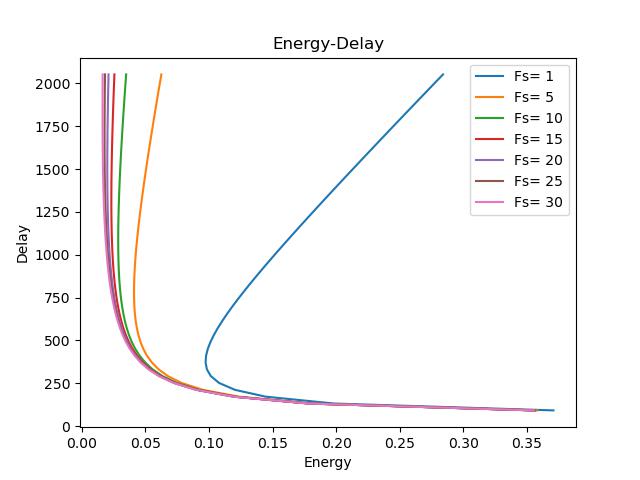 Energy-Delay
Fs= 1
Fs= 5
Fs= 10
Fs= 15
Fs= 20
Fs= 25
Fs= 30
2000
1750
1500
1250
1000
750
500
250
0
Delay
0.00 0.05 0.10 0.15 0.20 0.25 0.30 0.35
Energy